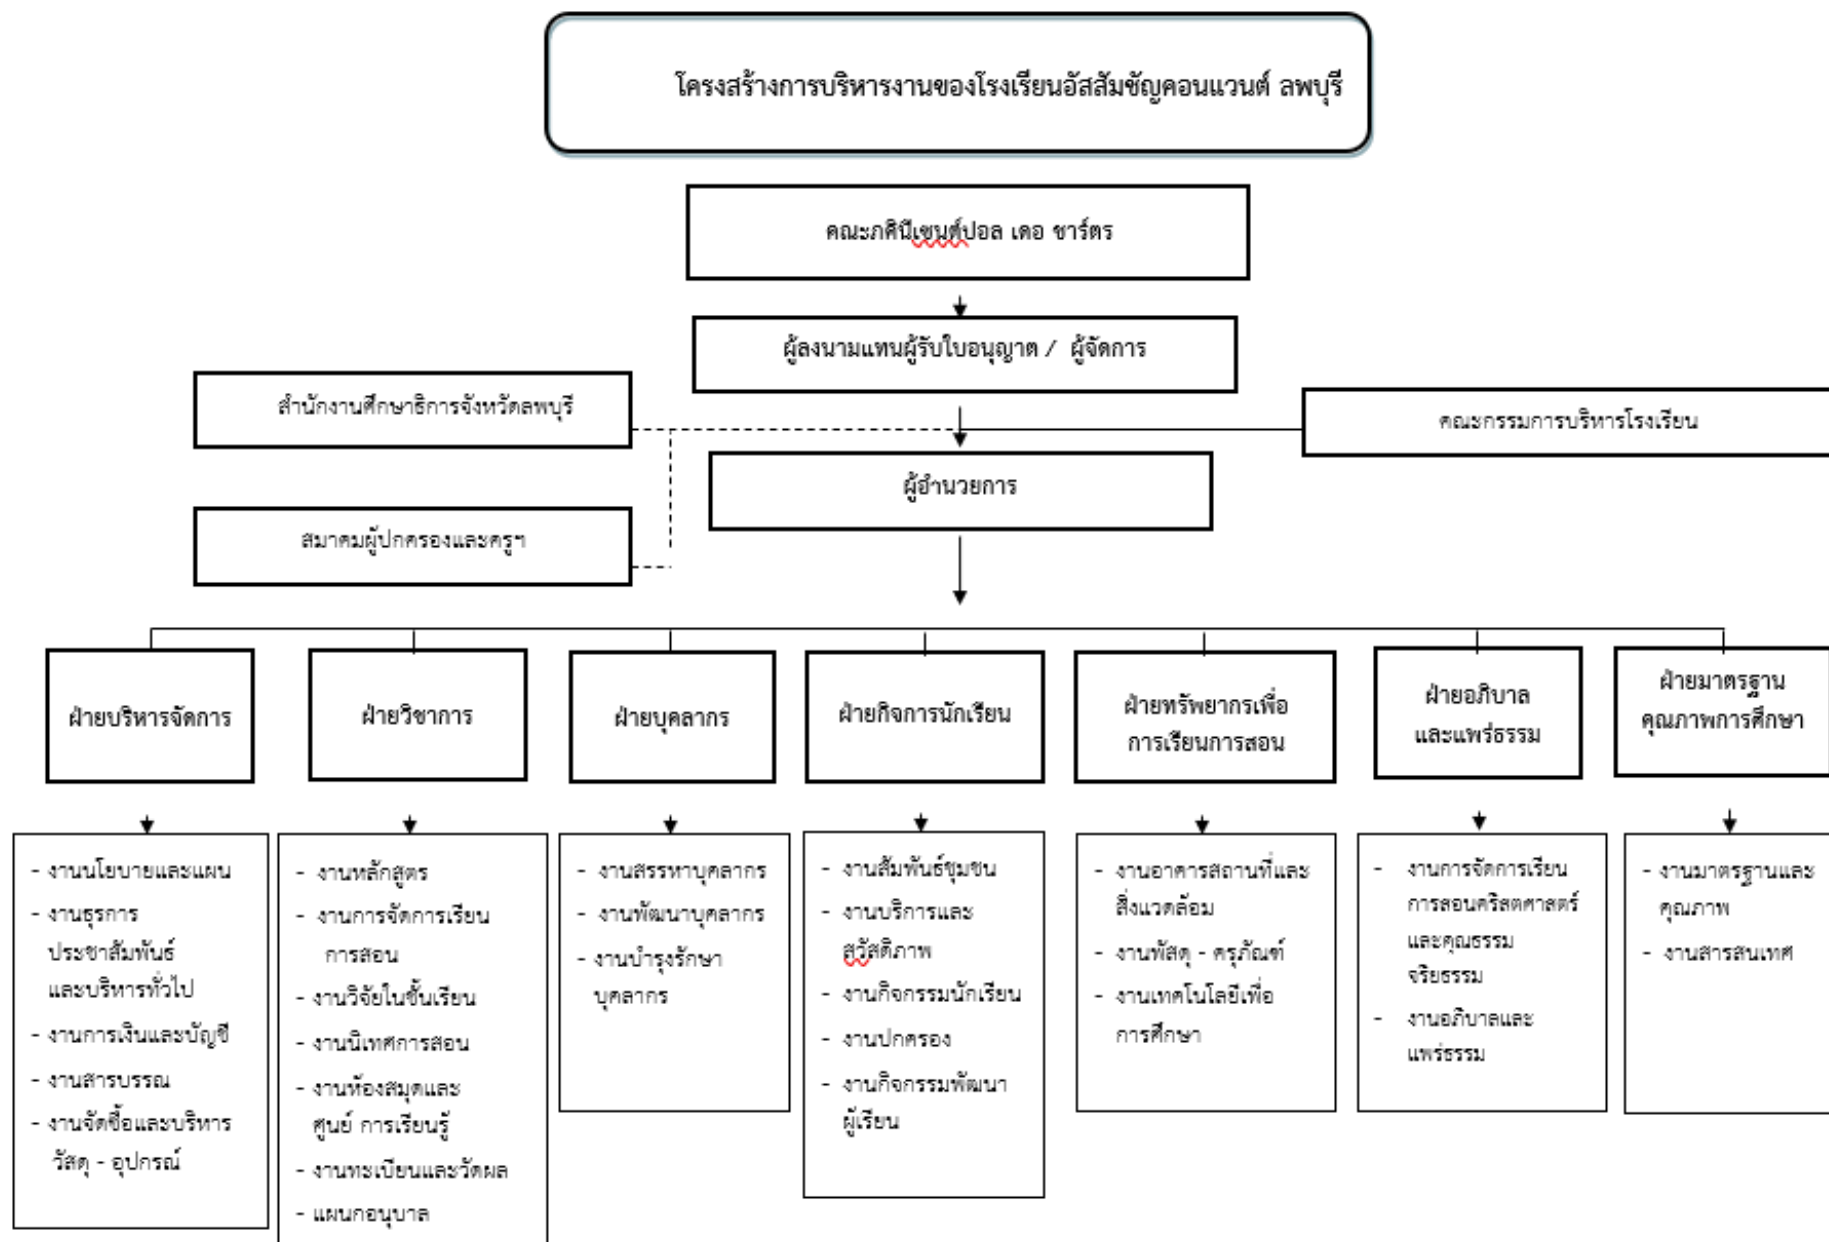 โครงสร้างการบริหารงานของโรงเรียนอัสสัมชัญคอนแวนต์ ลพบุรี
คณะภคินีเซนต์ปอล เดอ ชาร์ตร
ผู้ลงนามแทนผู้รับใบอนุญาต / ผู้จัดการ
สำนักงานศึกษาธิการจังหวัดลพบุรี
คณะกรรมการบริหารโรงเรียน
ผู้อำนวยการ
สมาคมผู้ปกครองและครูฯ
ฝ่ายบริหารจัดการ
ฝ่ายวิชาการ
ฝ่ายบุคลากร
ฝ่ายกิจการนักเรียน
ฝ่ายทรัพยากรเพื่อ
การเรียนการสอน
ฝ่ายอภิบาล
และแพร่ธรรม
ฝ่ายมาตรฐาน
คุณภาพการศึกษา
- งานนโยบายและแผน
- งานธุรการ
ประชาสัมพันธ์
และบริหารทั่วไป
- งานการเงินและบัญชี
- งานสารบรรณ
- งานจัดซื้อและบริหาร
วัสดุ - อุปกรณ์
- งานหลักสูตร
- งานการจัดการเรียน
การสอน
- งานวิจัยในชั้นเรียน
- งานนิเทศการสอน
- งานห้องสมุดและ
ศูนย์ การเรียนรู้
- งานทะเบียนและวัดผล
- แผนกอนุบาล
- งานสรรหาบุคลากร
- งานพัฒนาบุคลากร
- งานบำรุงรักษา
บุคลากร
- งานสัมพันธ์ชุมชน
- งานบริการและ
สวัสดิภาพ
- งานกิจกรรมนักเรียน
- งานปกครอง
- งานกิจกรรมพัฒนา
ผู้เรียน
- งานอาคารสถานที่และ
สิ่งแวดล้อม
- งานพัสดุ - ครุภัณฑ์
- งานเทคโนโลยีเพื่อ
การศึกษา
- งานการจัดการเรียน
การสอนคริสตศาสตร์
และคุณธรรม
จริยธรรม
- งานอภิบาลและ
แพร่ธรรม
- งานมาตรฐานและ
คุณภาพ
- งานสารสนเทศ